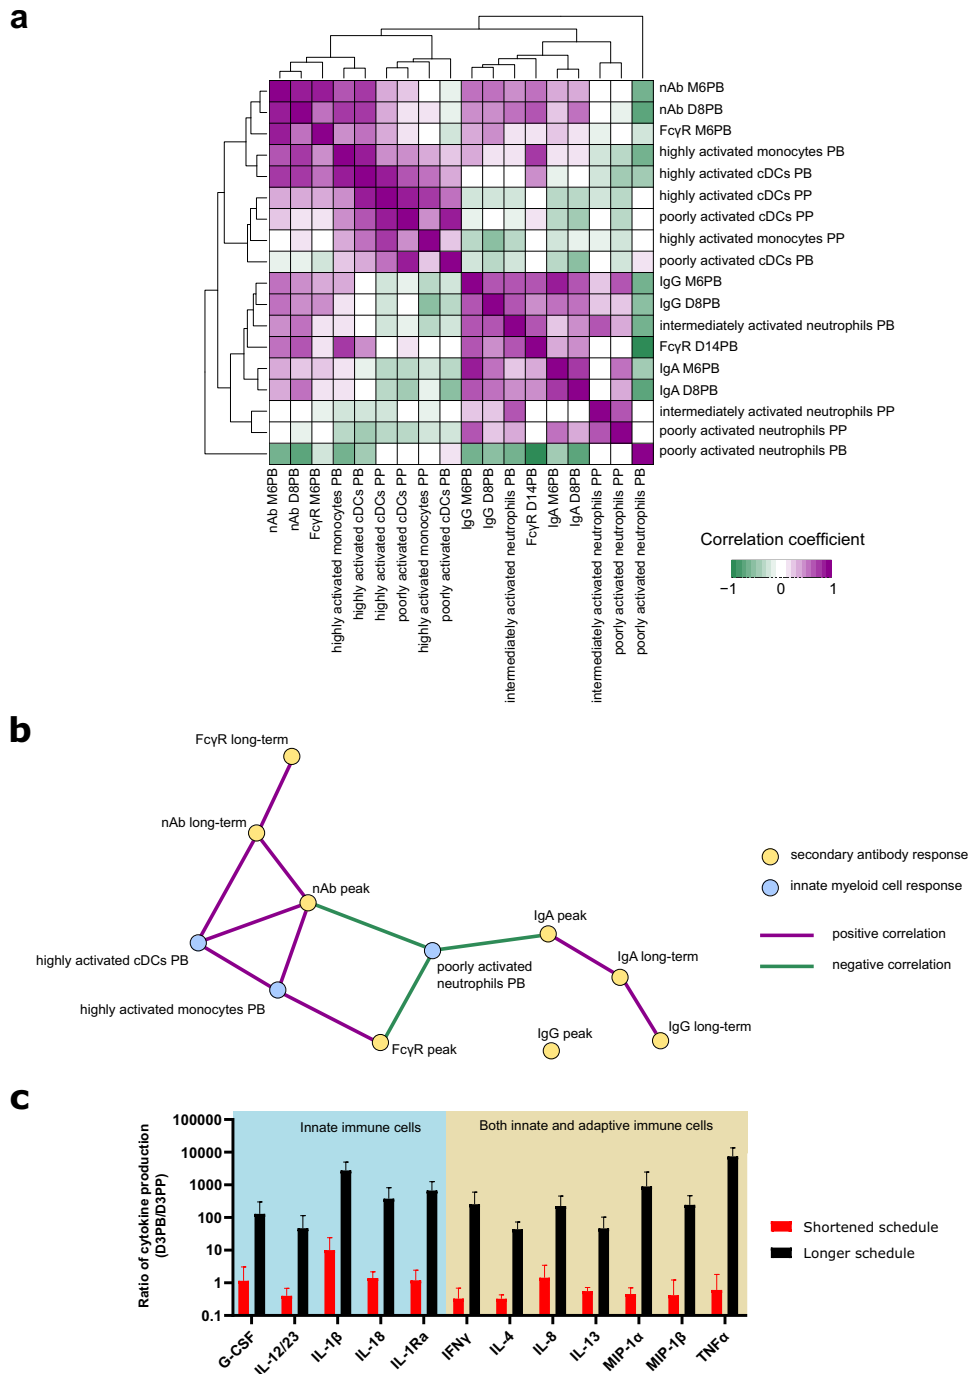 a
nAb M6PB
nAb D8PB
FcγR M6PB
highly activated monocytes PB
highly activated cDCs PB
highly activated cDCs PP
poorly activated cDCs PP
highly activated monocytes PP
poorly activated cDCs PB
IgG M6PB
IgG D8PB
intermediately activated neutrophils PB
FcγR D14PB
IgA M6PB
IgA D8PB
intermediately activated neutrophils PP
poorly activated neutrophils PP
poorly activated neutrophils PB
nAb M6PB
nAb D8PB
FcγR M6PB
highly activated monocytes PB
highly activated cDCs PB
highly activated cDCs PP
poorly activated cDCs PP
highly activated monocytes PP
poorly activated cDCs PB
IgG M6PB
IgG D8PB
intermediately activated neutrophils PB
FcγR D14PB
IgA M6PB
IgA D8PB
intermediately activated neutrophils PP
poorly activated neutrophils PP
poorly activated neutrophils PB
Correlation coefficient
−1 0 1
b
FcγR long-term
nAb long-term
nAb peak
highly activated cDCs PB
highly activated monocytes PB
FcγR peak
poorly activated
neutrophils PB
IgA peak
IgA long-term
IgG peak
IgG long-term
secondary antibody response
innate myeloid cell response
positive correlation
negative correlation
c
Ratio of cytokine production
(D3PB/D3PP)
100000
10000
1000
100
10
1
0.1
Innate immune cells
Both innate and adaptive immune cells
G-CSF
IL-12/23
IL-1β
IL-18
IL-1Ra
IFNγ
IL-4
IL-8
IL-13
MIP-1α
MIP-1β
TNFα
Shortened schedule
Longer schedule